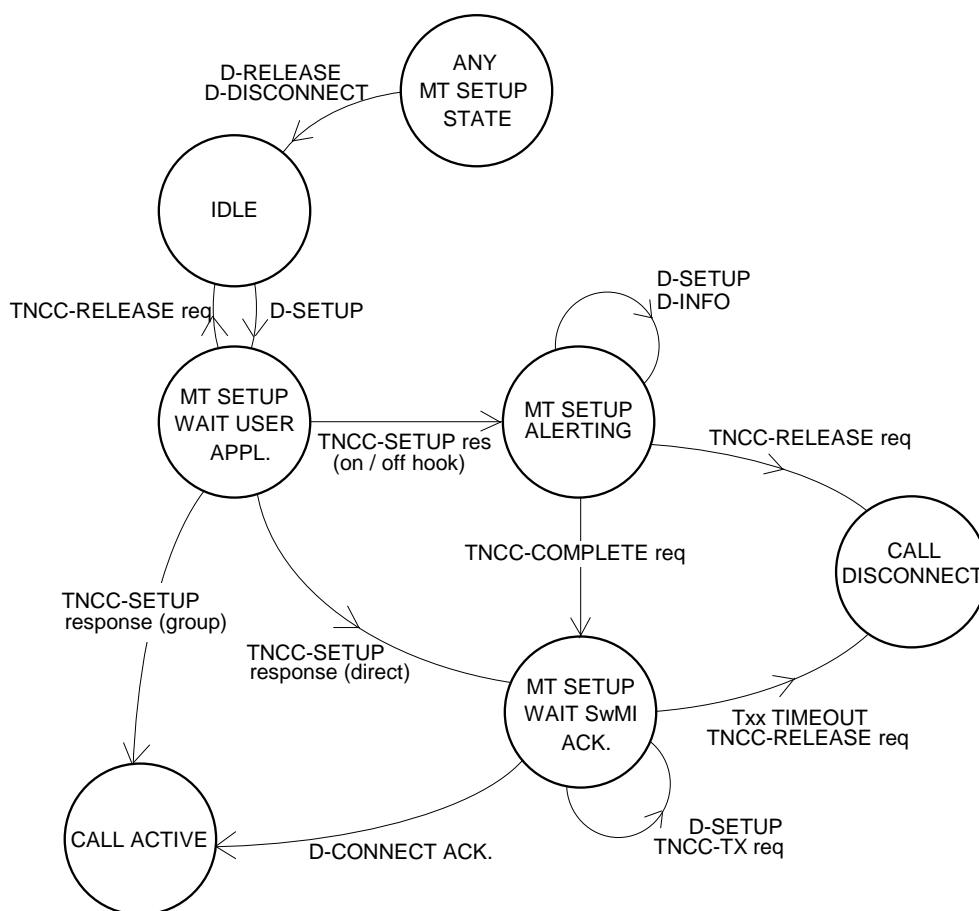 ANY
MT SETUP
STATE
D-RELEASE
D-DISCONNECT
IDLE
TNCC-RELEASE req
D-SETUP
D-SETUP
D-INFO
MT SETUP
WAIT USER
APPL.
TNCC-SETUP res
(on / off hook)
MT SETUP
ALERTING
TNCC-RELEASE req
TNCC-COMPLETE req
CALL
DISCONNECT
TNCC-SETUP
response (group)
TNCC-SETUP
response (direct)
MT SETUP
WAIT SwMI
ACK.
Txx TIMEOUT
TNCC-RELEASE req
CALL ACTIVE
D-CONNECT ACK.
D-SETUP
TNCC-TX req